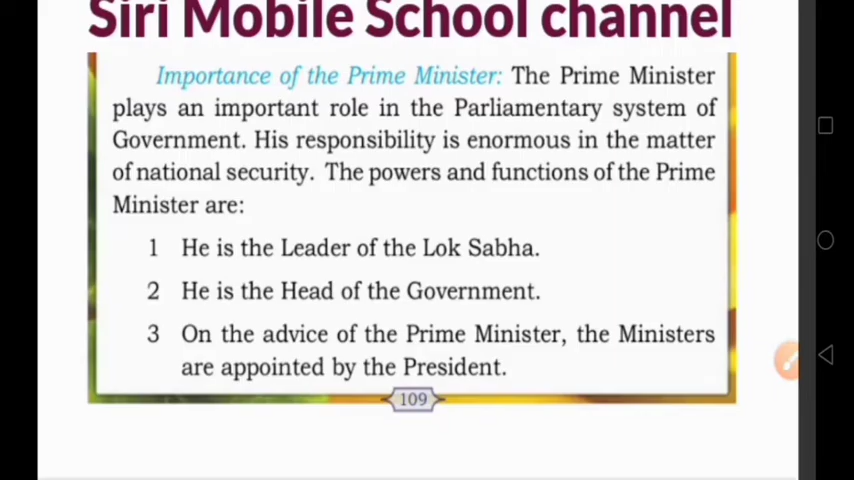 Siri Mobile School channel
Importance of the Prime Minister: The Prime Minister
plays an important role in the Parliamentary system of
Government. His responsibility is enormous in the matter
of national security. The powers and functions of the Prime
Minister are:
1 He is the Leader of the Lok Sabha.
2 He is the Head of the Government.
3 On the advice of the Prime Minister, the Ministers
are appointed by the President.
109